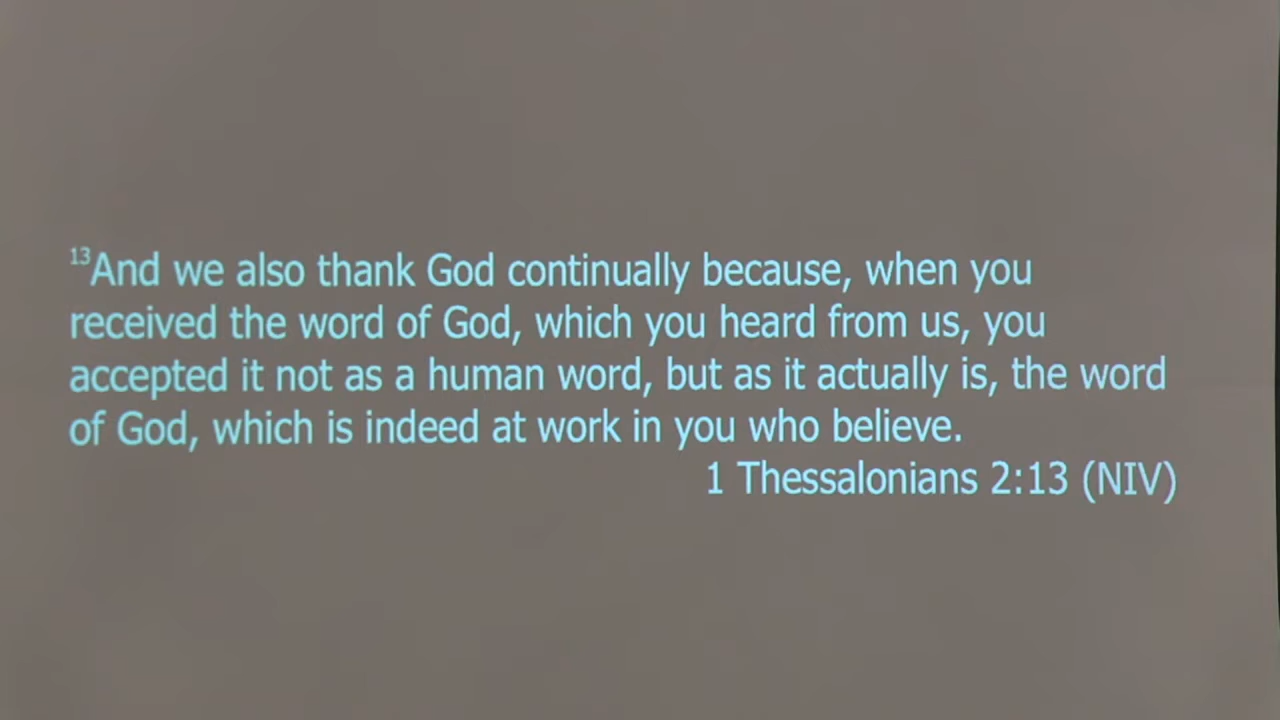 ¹³And we also thank God continually because, when you
received the word of God, which you heard from us, you
accepted it not as a human word, but as it actually is, the word
of God, which is indeed at work in you who believe.
1 Thessalonians 2:13 (NIV)